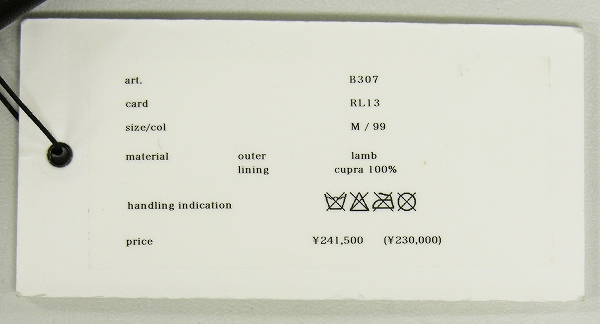 art. B307
card RL13
size/col M / 99
material outer lamb
lining cupra 100%
handling indication
price ¥241,500 (¥230,000)